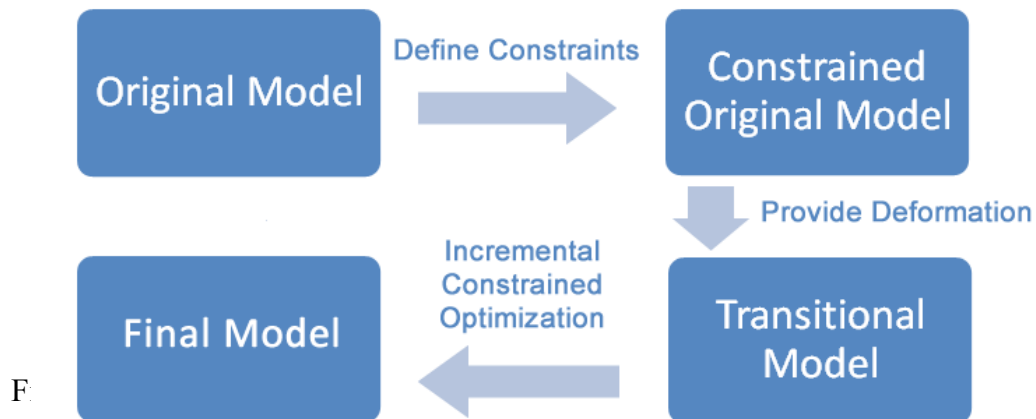 Original Model
Define Constraints
Constrained
Original Model
Provide Deformation
Transitional
Model
Incremental
Constrained
Optimization
Final Model